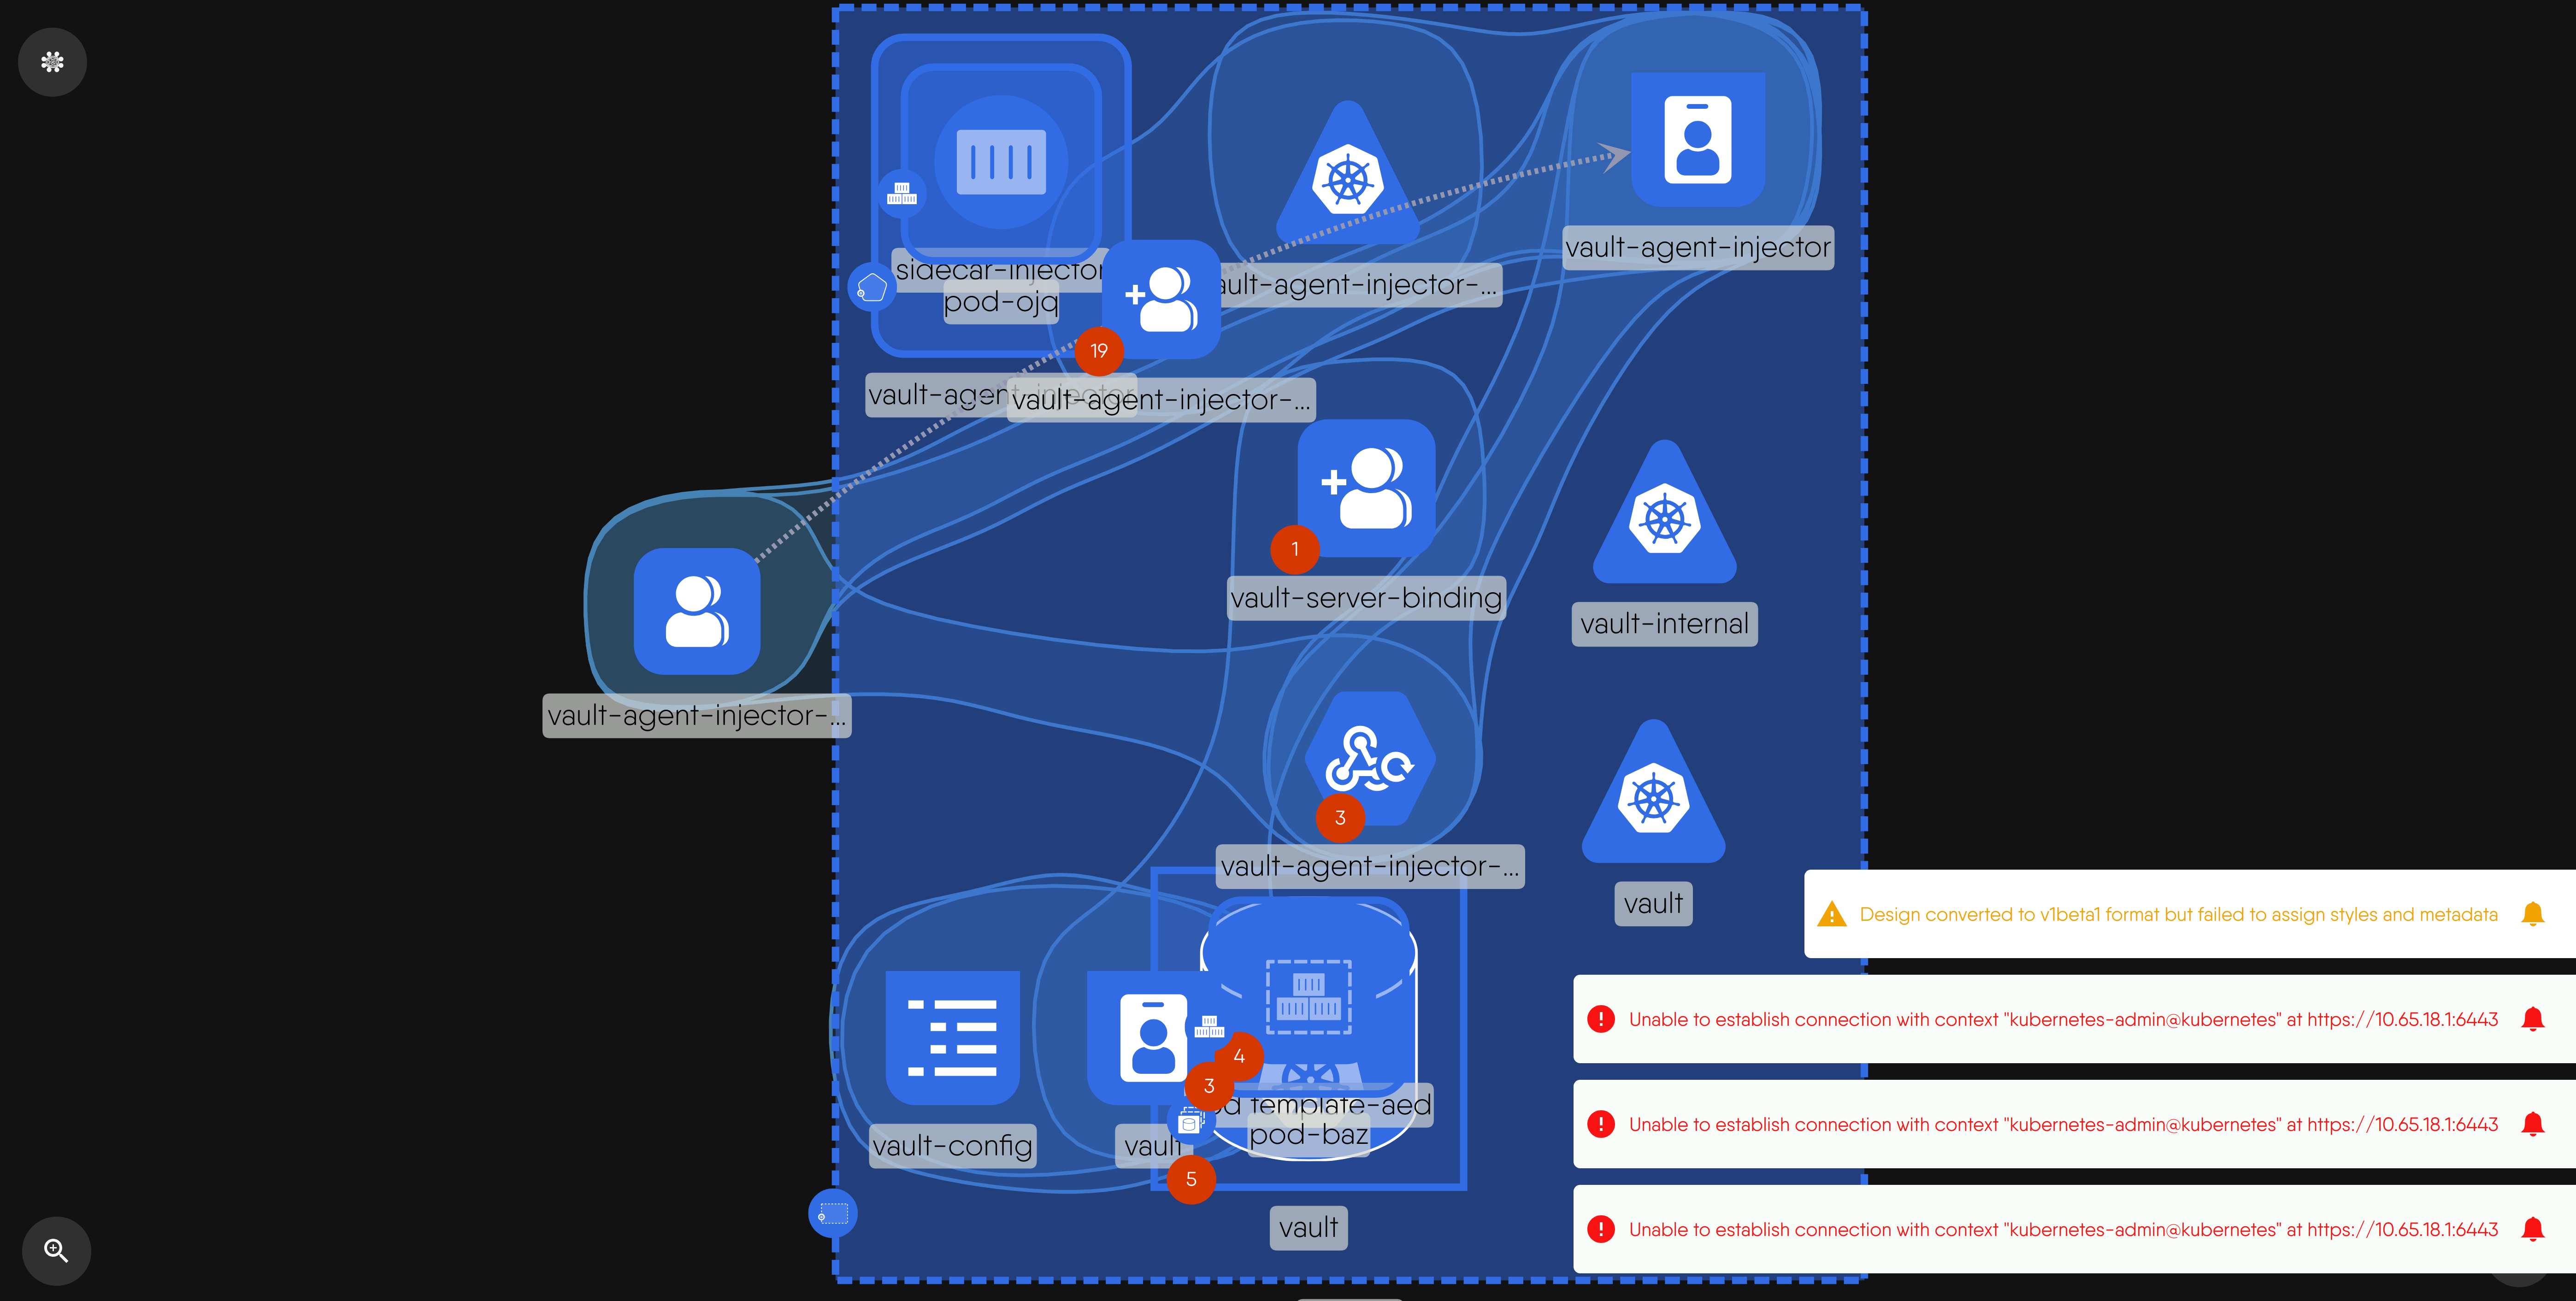 sidecar-injector
pod-ojq
ault-agent-injector-...
vault-agent-injector
19
vault-agent-injector
vault-agent-injector-...
1
vault-server-binding
vault-internal
vault-agent-injector-...
3
vault-agent-injector-...
vault
Design converted to v1beta1 format but failed to assign styles and metadata
Unable to establish connection with context "kubernetes-admin@kubernetes" at https://10.65.18.1:6443
4
3
d template-aed
Unable to establish connection with context "kubernetes-admin@kubernetes" at https://10.65.18.1:6443
vault-config
vault
pod-baz
5
vault
Unable to establish connection with context "kubernetes-admin@kubernetes" at https://10.65.18.1:6443